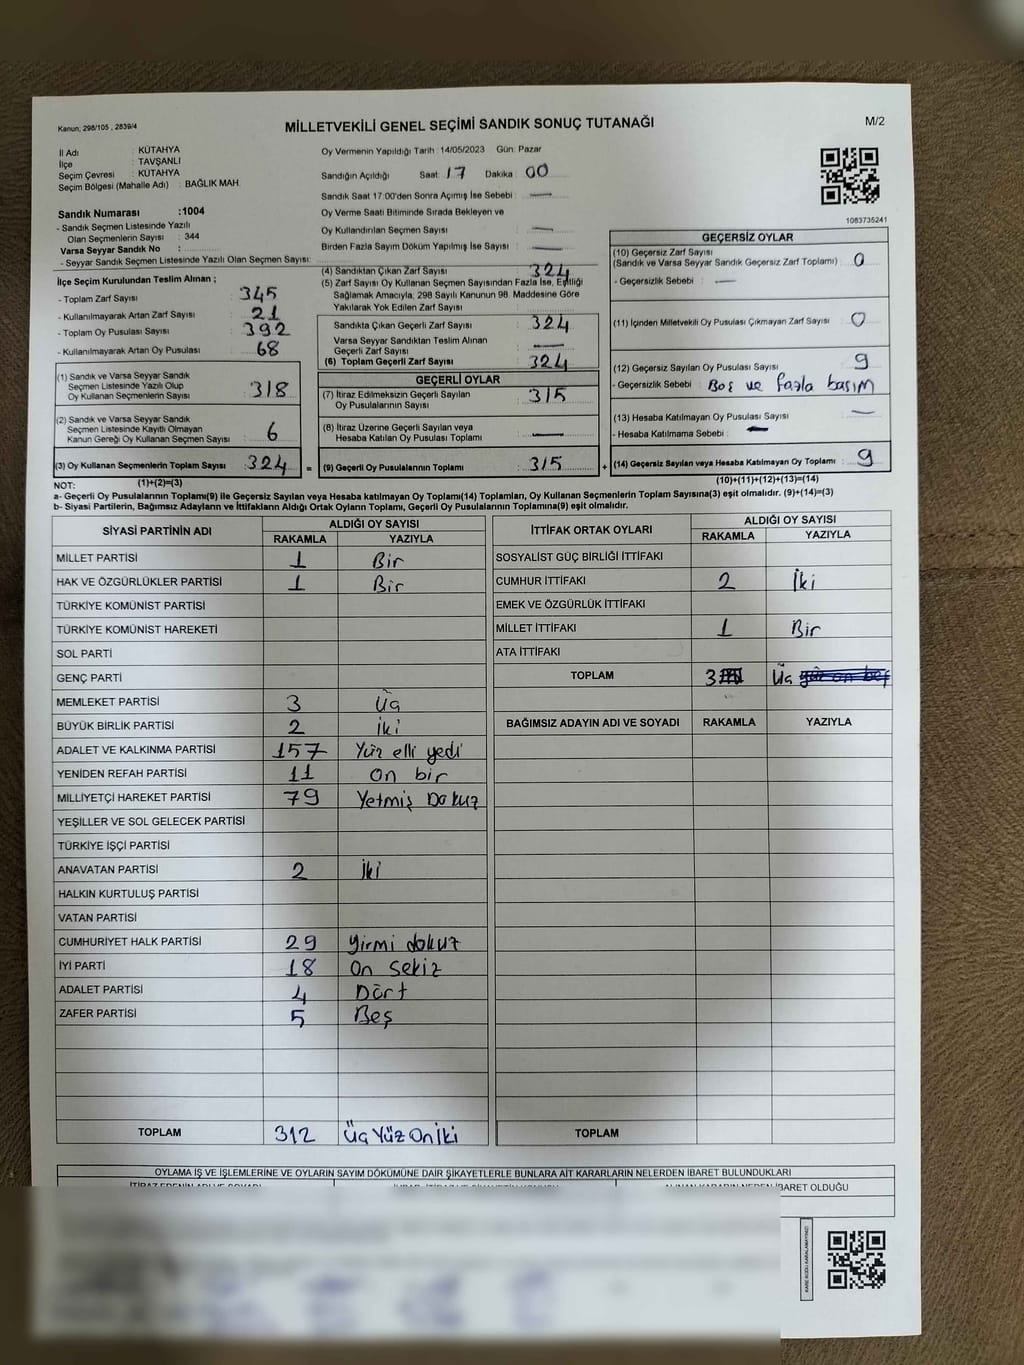 Kanun; 298/105 , 2839/4
MİLLETVEKİLİ GENEL SEÇİMİ SANDIK SONUÇ TUTANAĞI
M/2
İl Adı : KÜTAHYA
İlçe : TAVŞANLI
Seçim Çevresi : KÜTAHYA
Seçim Bölgesi (Mahalle Adı) : BAĞLIK MAH.
Sandık Numarası :1004
- Sandık Seçmen Listesinde Yazılı
Olan Seçmenlerin Sayısı : 344
Varsa Seyyar Sandık No :
- Seyyar Sandık Seçmen Listesinde Yazılı Olan Seçmen Sayısı:
Oy Vermenin Yapıldığı Tarih : 14/05/2023 Gün: Pazar
Sandığın Açıldığı Saat: 17 Dakika : 00
Sandık Saat 17:00'den Sonra Açımış İse Sebebi : —
Oy Verme Saati Bitiminde Sırada Bekleyen ve
Oy Kullandırılan Seçmen Sayısı : —
Birden Fazla Sayım Döküm Yapılmış İse Sayısı : —
1083735241
İlçe Seçim Kurulundan Teslim Alınan ;
- Toplam Zarf Sayısı : 345
- Kullanılmayarak Artan Zarf Sayısı : 21
- Toplam Oy Pusulası Sayısı : 392
- Kullanılmayarak Artan Oy Pusulası : 68
(1) Sandık ve Varsa Seyyar Sandık
Seçmen Listesinde Yazılı Olup
Oy Kullanan Seçmenlerin Sayısı : 318
(2) Sandık ve Varsa Seyyar Sandık
Seçmen Listesinde Kayıtlı Olmayan
Kanun Gereği Oy Kullanan Seçmen Sayısı : 6
(3) Oy Kullanan Seçmenlerin Toplam Sayısı : 324 =
(4) Sandıktan Çıkan Zarf Sayısı : 324
(5) Zarf Sayısı Oy Kullanan Seçmen Sayısından Fazla İse, Eşitliği
Sağlamak Amacıyla, 298 Sayılı Kanunun 98. Maddesine Göre
Yakılarak Yok Edilen Zarf Sayısı :
Sandıkta Çıkan Geçerli Zarf Sayısı : 324
Varsa Seyyar Sandıktan Teslim Alınan
Geçerli Zarf Sayısı : —
(6) Toplam Geçerli Zarf Sayısı : 324
GEÇERLİ OYLAR
(7) İtiraz Edilmeksizin Geçerli Sayılan
Oy Pusulalarının Sayısı : 315
(8) İtiraz Üzerine Geçerli Sayılan veya
Hesaba Katılan Oy Pusulası Toplamı : —
(9) Geçerli Oy Pusulalarının Toplamı : 315 +
GEÇERSİZ OYLAR
(10) Geçersiz Zarf Sayısı
(Sandık ve Varsa Seyyar Sandık Geçersiz Zarf Toplamı) : 0
- Geçersizlik Sebebi : —
(11) İçinden Milletvekili Oy Pusulası Çıkmayan Zarf Sayısı : 0
(12) Geçersiz Sayılan Oy Pusulası Sayısı : 9
- Geçersizlik Sebebi : Boş ve fazla basım
(13) Hesaba Katılmayan Oy Pusulası Sayısı : —
- Hesaba Katılmama Sebebi : —
(14) Geçersiz Sayılan veya Hesaba Katılmayan Oy Toplamı : 9
NOT: (1)+(2)=(3)
(10)+(11)+(12)+(13)=(14)
a- Geçerli Oy Pusulalarının Toplamı(9) ile Geçersiz Sayılan veya Hesaba katılmayan Oy Toplamı(14) Toplamları, Oy Kullanan Seçmenlerin Toplam Sayısına(3) eşit olmalıdır. (9)+(14)=(3)
b- Siyasi Partilerin, Bağımsız Adayların ve İttifakların Aldığı Ortak Oyların Toplamı, Geçerli Oy Pusulalarının Toplamına(9) eşit olmalıdır.
SİYASİ PARTİNİN ADI ALDIĞI OY SAYISI
RAKAMLA YAZIYLA
MİLLET PARTİSİ 1 Bir
HAK VE ÖZGÜRLÜKLER PARTİSİ 1 Bir
TÜRKİYE KOMÜNİST PARTİSİ
TÜRKİYE KOMÜNİST HAREKETİ
SOL PARTİ
GENÇ PARTİ
MEMLEKET PARTİSİ 3 Üç
BÜYÜK BİRLİK PARTİSİ 2 İki
ADALET VE KALKINMA PARTİSİ 157 Yüz elli yedi
YENİDEN REFAH PARTİSİ 11 On bir
MİLLİYETÇİ HAREKET PARTİSİ 79 Yetmiş Dokuz
YEŞİLLER VE SOL GELECEK PARTİSİ
TÜRKİYE İŞÇİ PARTİSİ
ANAVATAN PARTİSİ 2 İki
HALKIN KURTULUŞ PARTİSİ
VATAN PARTİSİ
CUMHURİYET HALK PARTİSİ 29 Yirmi dokuz
İYİ PARTİ 18 On sekiz
ADALET PARTİSİ 4 Dört
ZAFER PARTİSİ 5 Beş
TOPLAM 312 Üç Yüz On iki
İTTİFAK ORTAK OYLARI ALDIĞI OY SAYISI
RAKAMLA YAZIYLA
SOSYALİST GÜÇ BİRLİĞİ İTTİFAKI
CUMHUR İTTİFAKI 2 İki
EMEK VE ÖZGÜRLÜK İTTİFAKI
MİLLET İTTİFAKI 1 Bir
ATA İTTİFAKI
TOPLAM 3 Üç
BAĞIMSIZ ADAYIN ADI VE SOYADI RAKAMLA YAZIYLA
TOPLAM
OYLAMA İŞ VE İŞLEMLERİNE VE OYLARIN SAYIM DÖKÜMÜNE DAİR ŞİKAYETLERLE BUNLARA AİT KARARLARIN NELERDEN İBARET BULUNDUKLARI